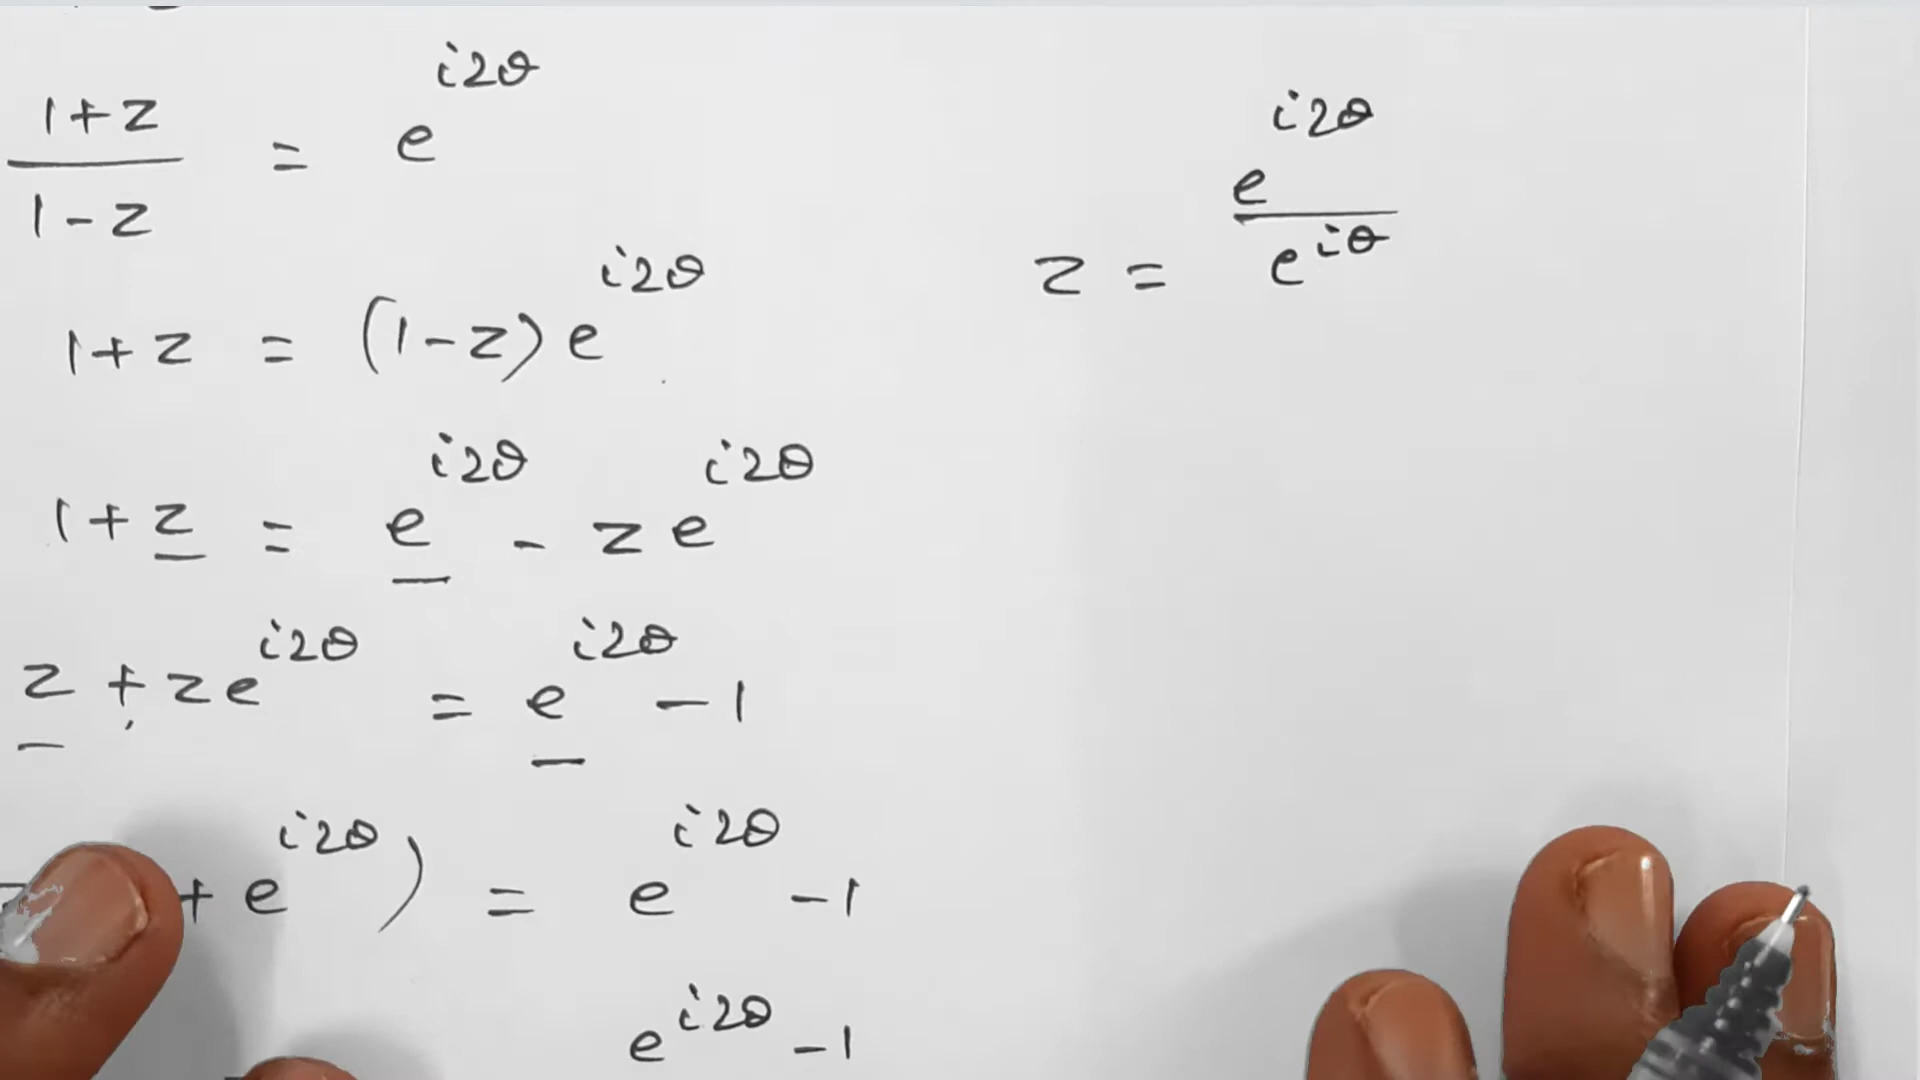 1+z
1-z
= e^{i2θ}
1+z = (1-z) e^{i2θ}
1+z = e^{i2θ} - z e^{i2θ}
z + z e^{i2θ} = e^{i2θ} - 1
+ e^{i2θ} ) = e^{i2θ} - 1
e^{i2θ} - 1
z = e^{i2θ}
e^{iθ}